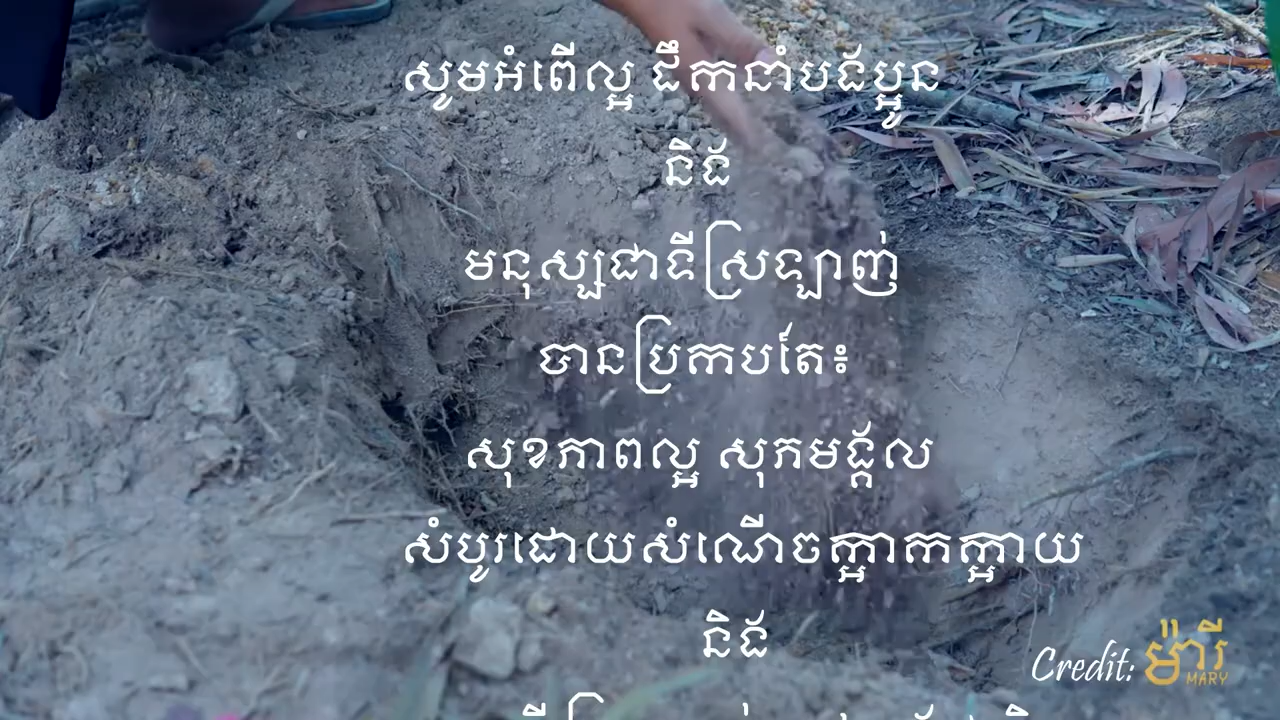 សូមអំពើល្អ ដឹកនាំបងប្អូន
និង
មនុស្សជាទីស្រឡាញ់
បានប្រកបតែ៖
សុខភាពល្អ សុភមង្គល
សំបូរដោយសំណើចក្អាកក្អាយ
និង
Credit: ម៉ារី
MARY